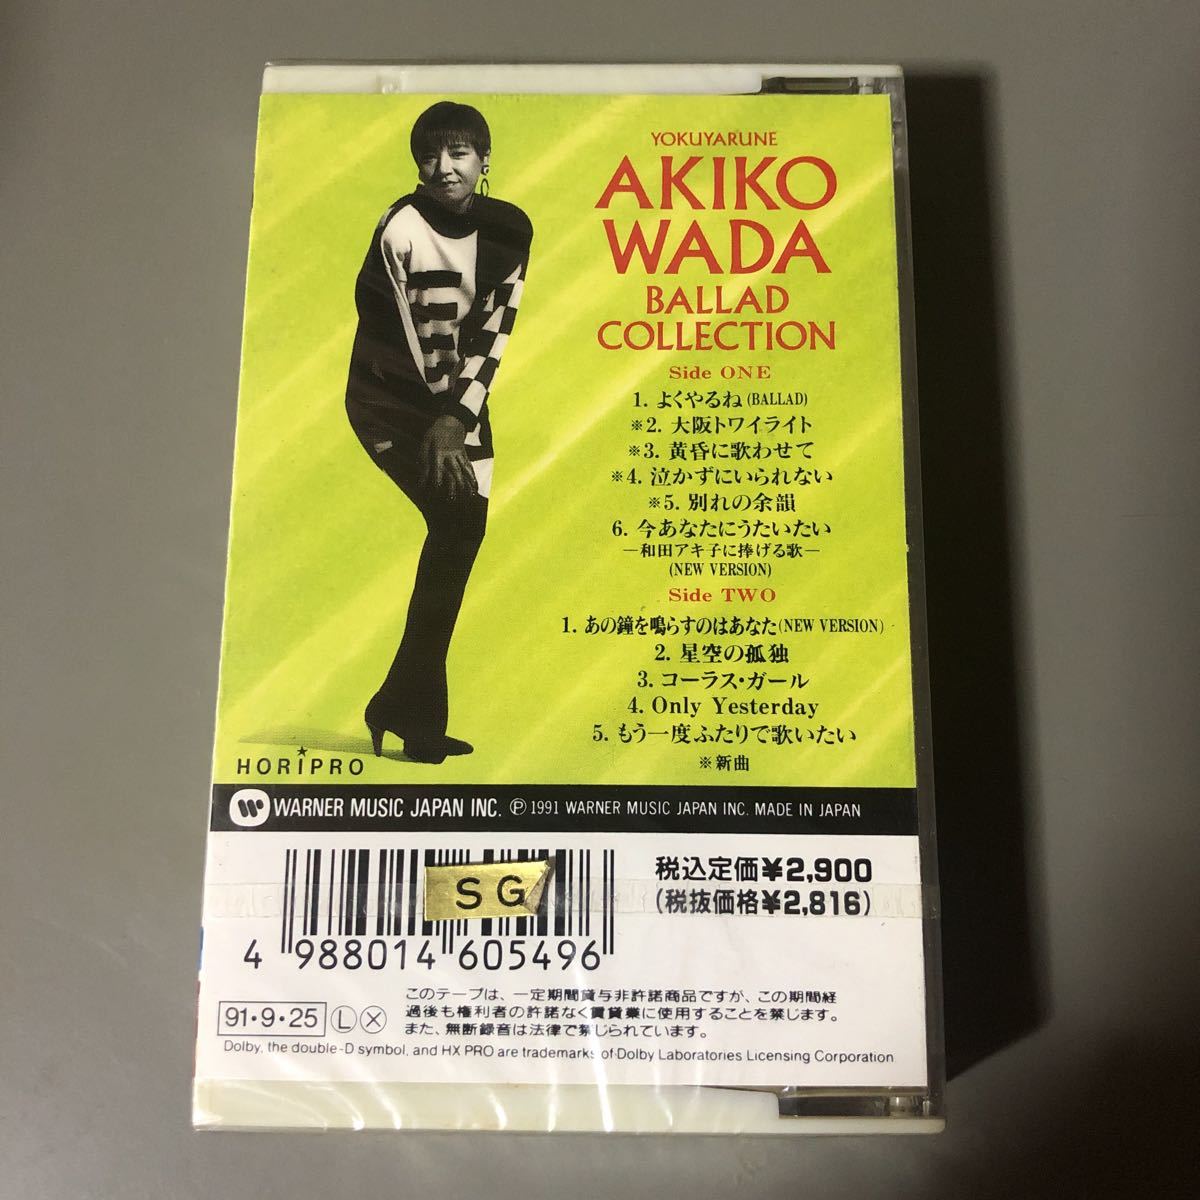 YOKUYARUNE
AKIKO
WADA
BALLAD
COLLECTION
Side ONE
1. よくやるね(BALLAD)
※2. 大阪トワイライト
※3. 黄昏に歌わせて
※4. 泣かずにいられない
※5. 別れの余韻
6. 今あなたにうたいたい
―和田アキ子に捧げる歌―
(NEW VERSION)
Side TWO
1. あの鐘を鳴らすのはあなた(NEW VERSION)
2. 星空の孤独
3. コーラス・ガール
4. Only Yesterday
5. もう一度ふたりで歌いたい
※新曲
HORIPRO
WARNER MUSIC JAPAN INC. Ⓟ 1991 WARNER MUSIC JAPAN INC. MADE IN JAPAN
税込定価¥2,900
(税抜価格¥2,816)
SG
4 988014 605496
91・9・25 Ⓛ Ⓧ
このテープは、一定期間貸与非許諾商品ですが、この期間経
過後も権利者の許諾なく賃貸業に使用することを禁じます。
また、無断録音は法律で禁じられています。
Dolby, the double-D symbol, and HX PRO are trademarks of Dolby Laboratories Licensing Corporation